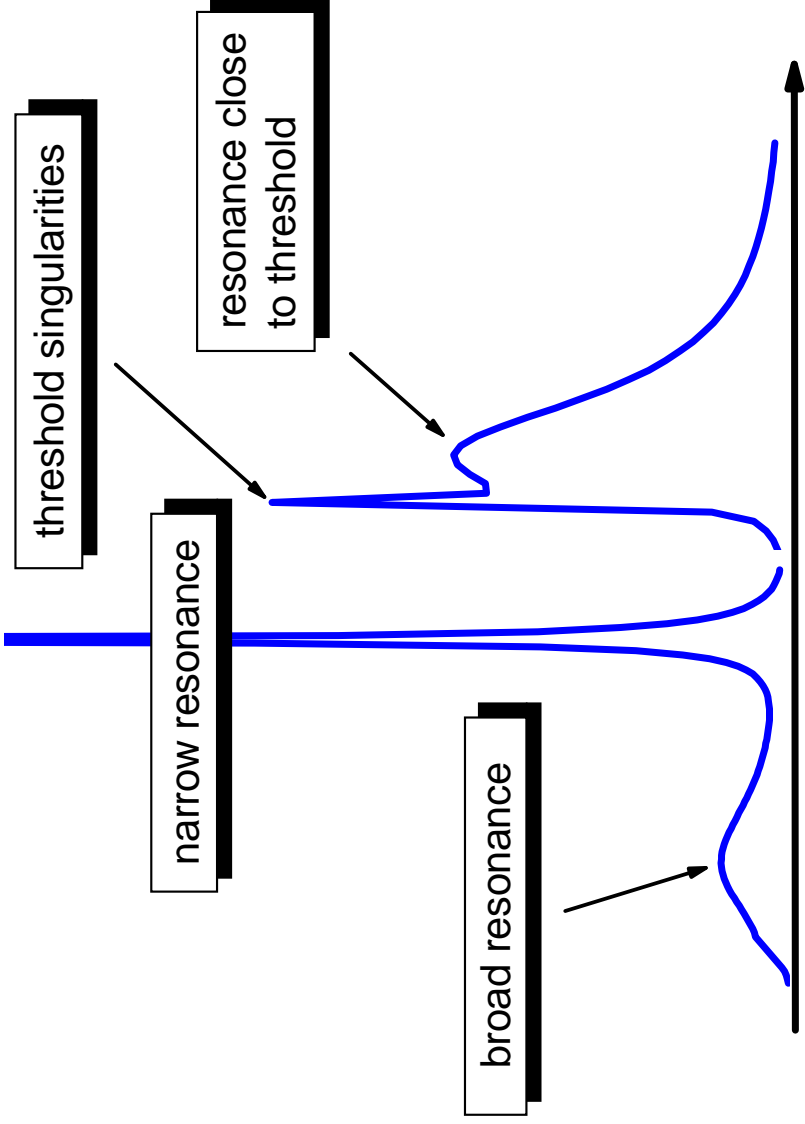 threshold singularities
resonance close
to threshold
narrow resonance
broad resonance